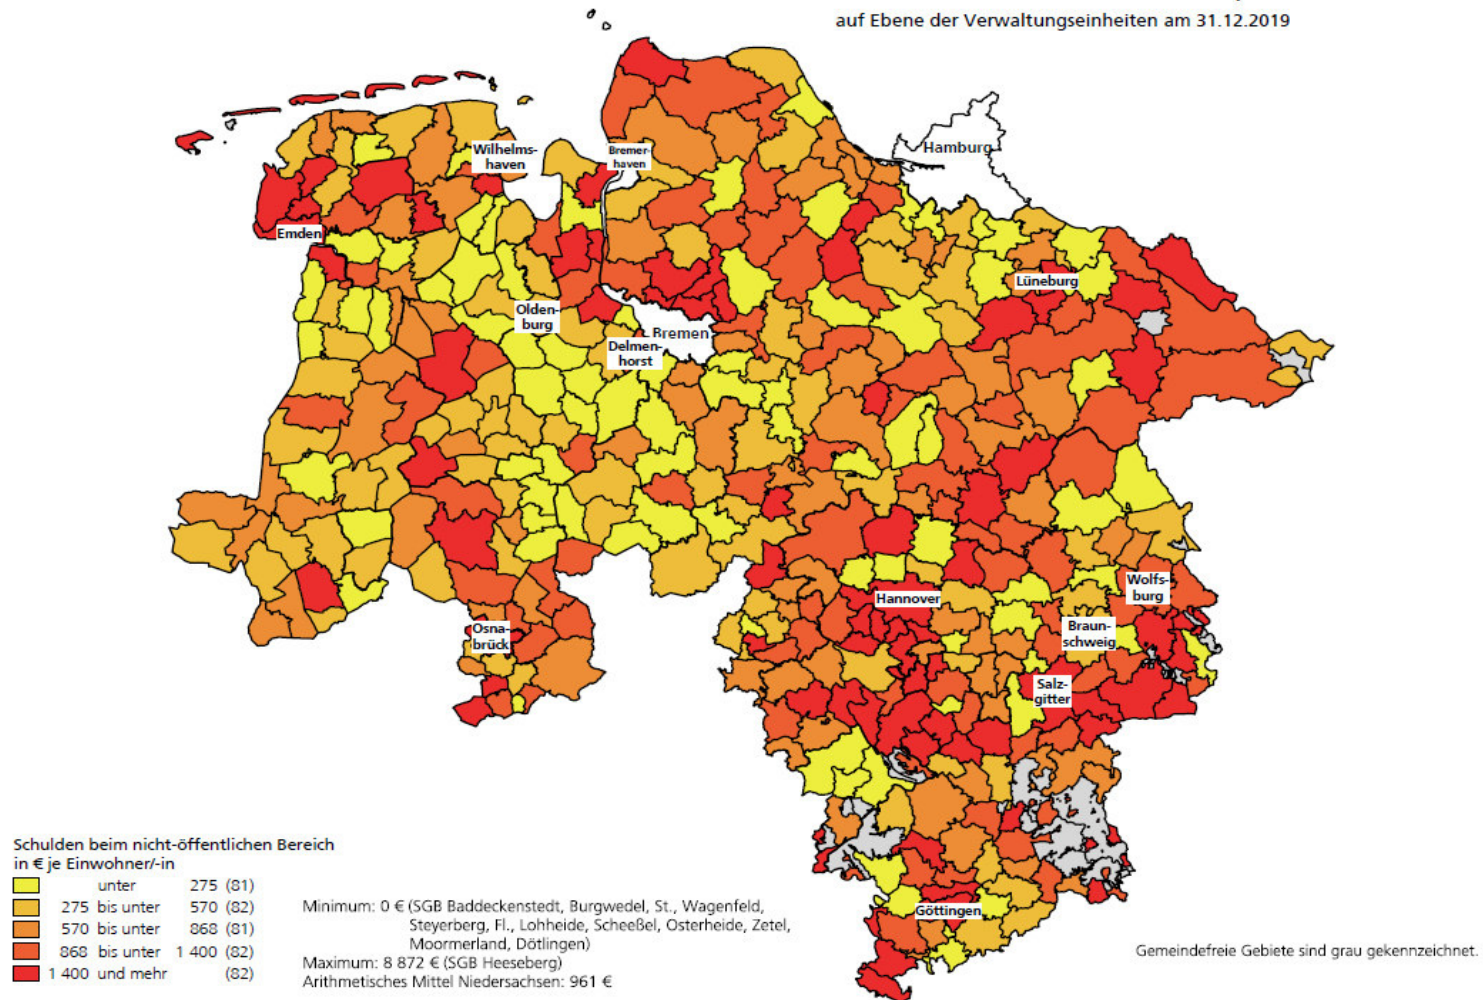 auf Ebene der Verwaltungseinheiten am 31.12.2019
Hamburg
Wilhelms-
haven
Bremer-
haven
Emden
Lüneburg
Olden-
burg
Bremen
Delmen-
horst
Wolfs-
burg
Hannover
Braun-
schweig
Osna-
brück
Salz-
gitter
Göttingen
Schulden beim nicht-öffentlichen Bereich
in € je Einwohner/-in
unter 275 (81)
275 bis unter 570 (82)
570 bis unter 868 (81)
868 bis unter 1 400 (82)
1 400 und mehr (82)
Minimum: 0 € (SGB Baddeckenstedt, Burgwedel, St., Wagenfeld,
Steyerberg, Fl., Lohheide, Scheeßel, Osterheide, Zetel,
Moormerland, Dötlingen)
Maximum: 8 872 € (SGB Heeseberg)
Arithmetisches Mittel Niedersachsen: 961 €
Gemeindefreie Gebiete sind grau gekennzeichnet.